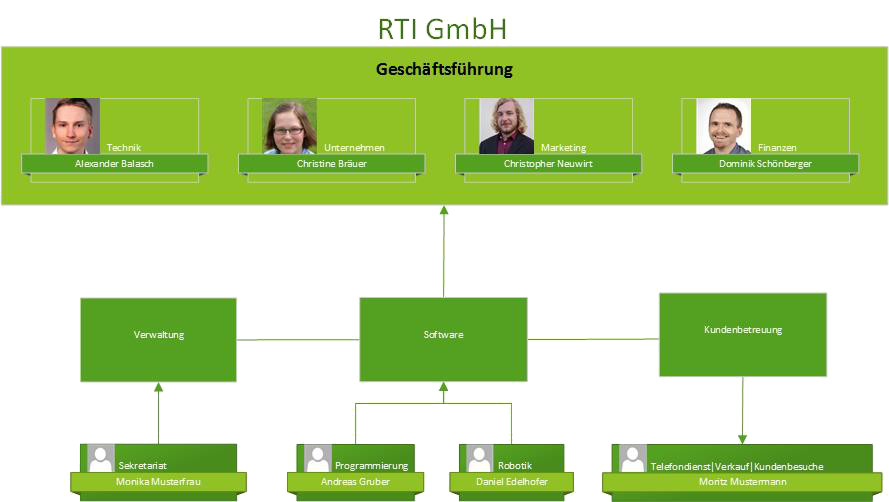 RTI GmbH
Geschäftsführung
Technik
Alexander Balasch
Unternehmen
Christine Bräuer
Marketing
Christopher Neuwirt
Finanzen
Dominik Schönberger
Verwaltung
Software
Kundenbetreuung
Sekretariat
Monika Musterfrau
Programmierung
Andreas Gruber
Robotik
Daniel Edelhofer
Telefondienst|Verkauf|Kundenbesuche
Moritz Mustermann